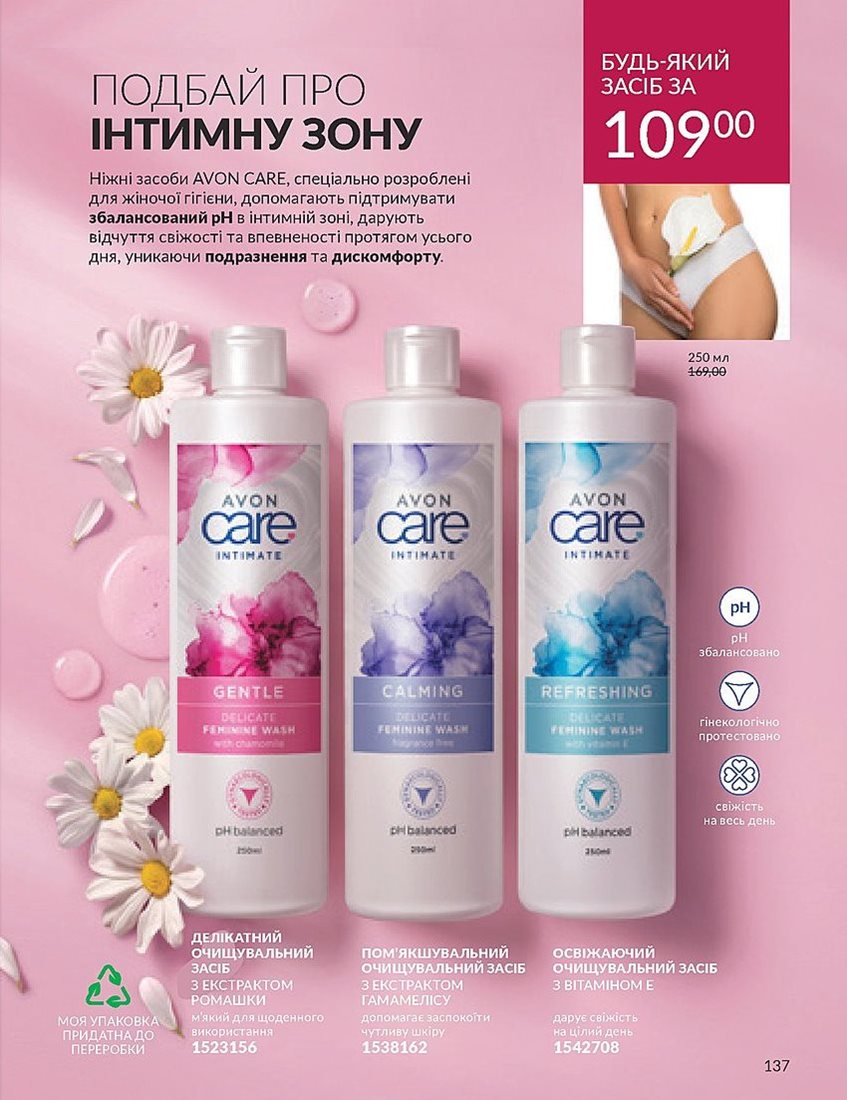 ПОДБАЙ ПРО
ІНТИМНУ ЗОНУ
Ніжні засоби AVON CARE, спеціально розроблені
для жіночої гігієни, допомагають підтримувати
збалансований pH в інтимній зоні, дарують
відчуття свіжості та впевненості протягом усього
дня, уникаючи подразнення та дискомфорту.
БУДЬ-ЯКИЙ
ЗАСІБ ЗА
109⁰⁰
250 мл
169,00
AVON
care
INTIMATE
GENTLE
DELICATE
FEMININE WASH
with chamomile
pH balanced
250ml
AVON
care
INTIMATE
CALMING
DELICATE
FEMININE WASH
fragrance free
pH balanced
250ml
AVON
care
INTIMATE
REFRESHING
DELICATE
FEMININE WASH
with vitamin E
pH balanced
250ml
pH
pH
збалансовано
гінекологічно
протестовано
свіжість
на весь день
МОЯ УПАКОВКА
ПРИДАТНА ДО
ПЕРЕРОБКИ
ДЕЛІКАТНИЙ
ОЧИЩУВАЛЬНИЙ
ЗАСІБ
З ЕКСТРАКТОМ
РОМАШКИ
м'який для щоденного
використання
1523156
ПОМ'ЯКШУВАЛЬНИЙ
ОЧИЩУВАЛЬНИЙ ЗАСІБ
З ЕКСТРАКТОМ
ГАМАМЕЛІСУ
допомагає заспокоїти
чутливу шкіру
1538162
ОСВІЖАЮЧИЙ
ОЧИЩУВАЛЬНИЙ ЗАСІБ
З ВІТАМІНОМ Е
дарує свіжість
на цілий день
1542708
137